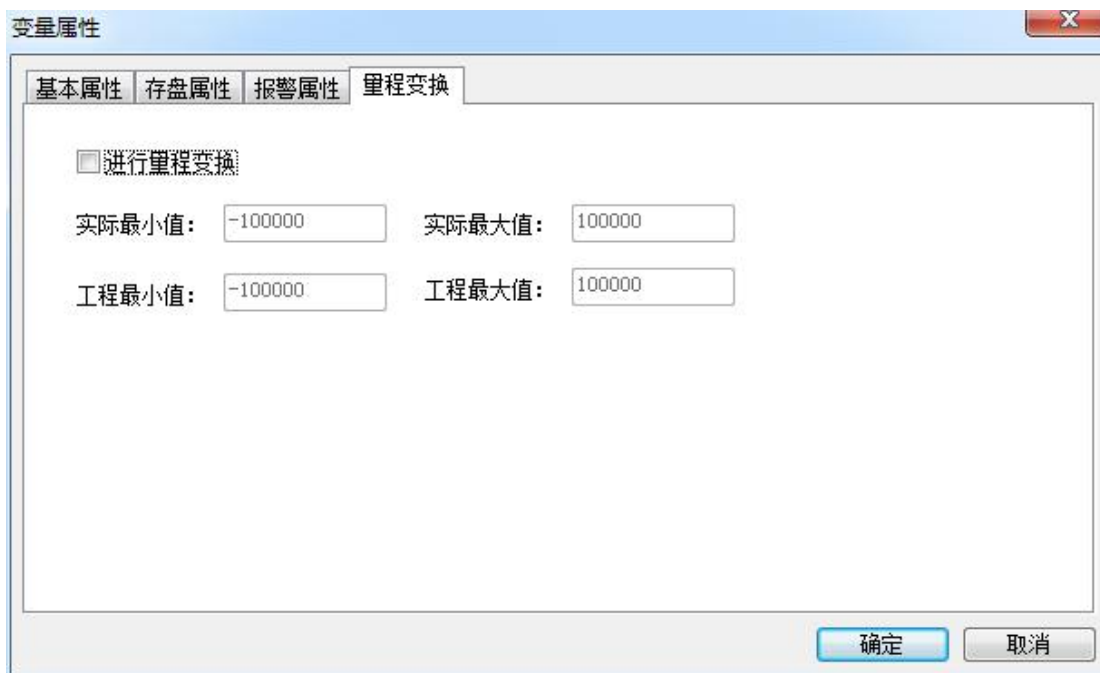 变量属性
基本属性 存盘属性 报警属性 量程变换
进行量程变换
实际最小值： -100000 实际最大值： 100000
工程最小值： -100000 工程最大值： 100000
确定 取消